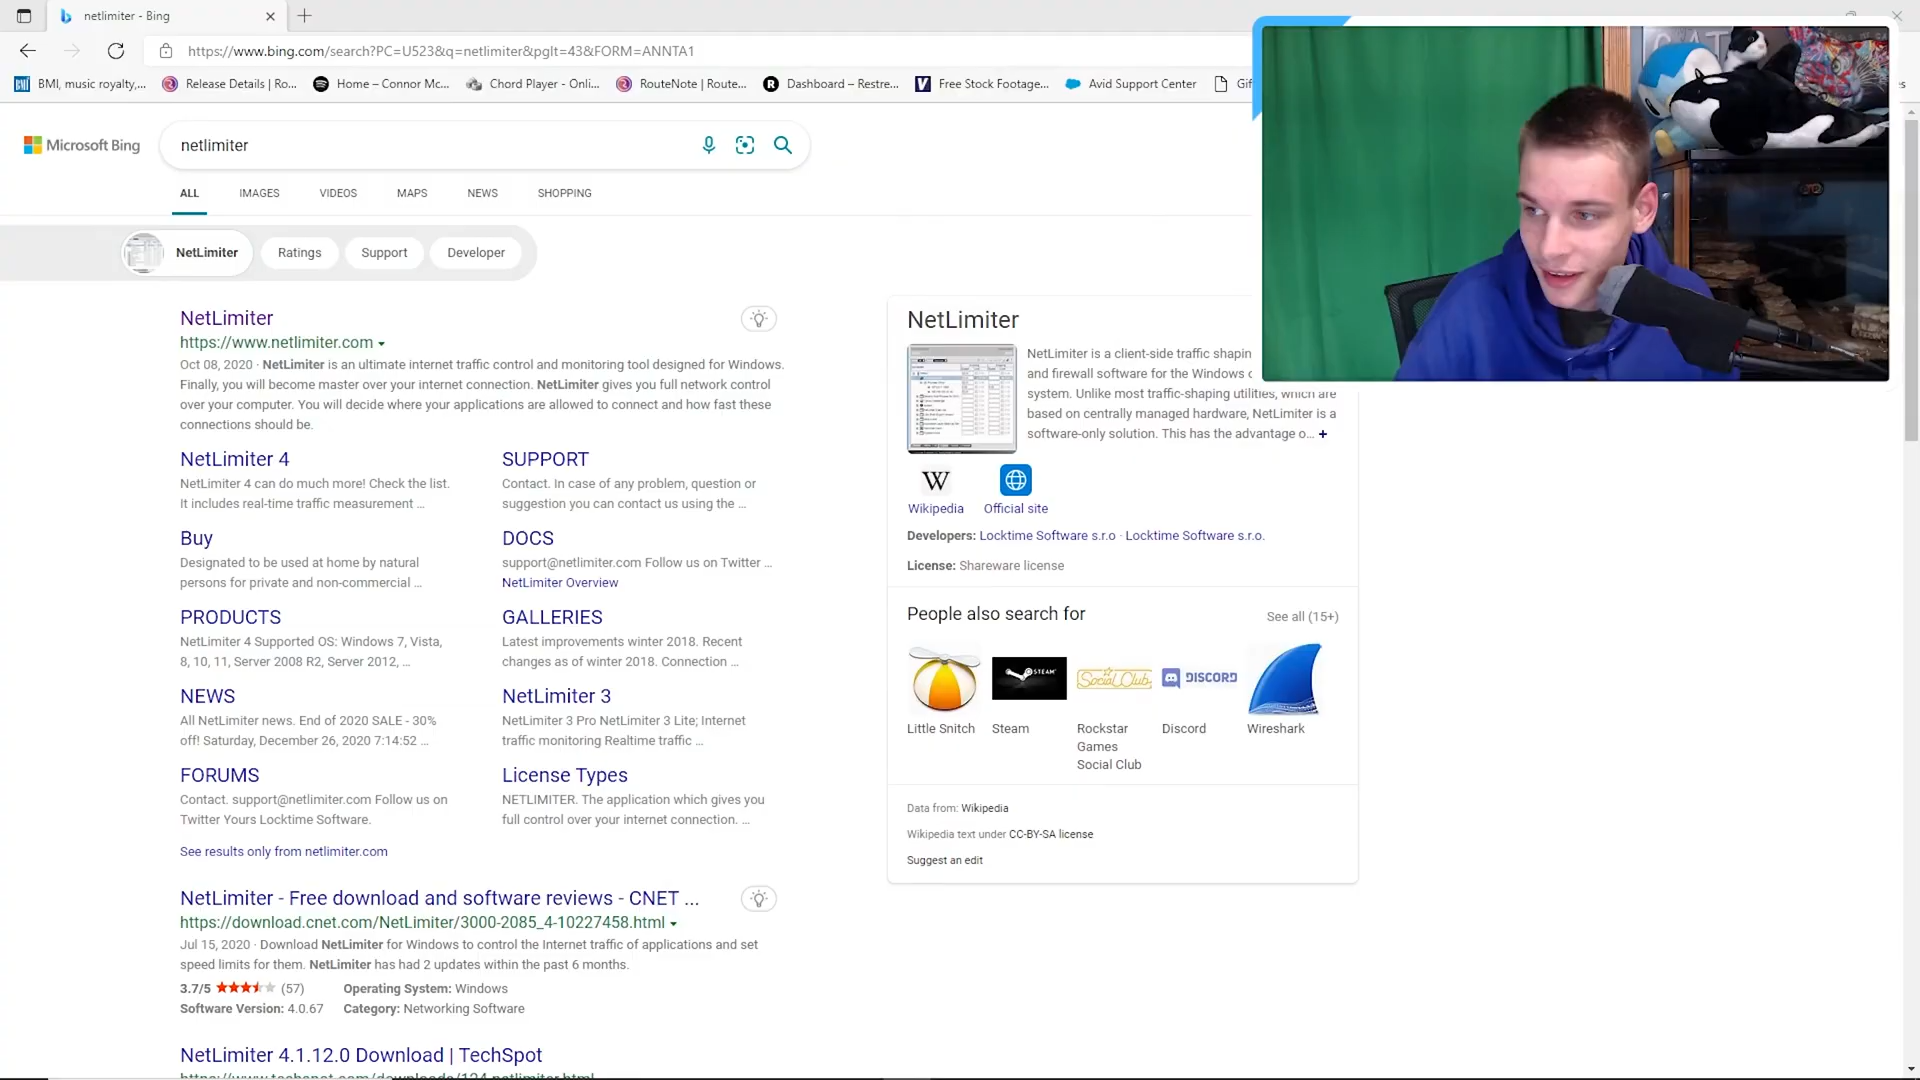 netlimiter - Bing
https://www.bing.com/search?PC=U523&q=netlimiter&pglt=43&FORM=ANNTA1
BMI, music royalty,...
Release Details | Ro...
Home – Connor Mc...
Chord Player - Onli...
RouteNote | Route...
Dashboard – Restre...
Free Stock Footage...
Avid Support Center
Microsoft Bing
netlimiter
ALL
IMAGES
VIDEOS
MAPS
NEWS
SHOPPING
NetLimiter
Ratings
Support
Developer
NetLimiter
https://www.netlimiter.com
Oct 08, 2020 · NetLimiter is an ultimate internet traffic control and monitoring tool designed for Windows.
Finally, you will become master over your internet connection. NetLimiter gives you full network control
over your computer. You will decide where your applications are allowed to connect and how fast these
connections should be.
NetLimiter 4
NetLimiter 4 can do much more! Check the list.
It includes real-time traffic measurement ...
SUPPORT
Contact. In case of any problem, question or
suggestion you can contact us using the ...
Buy
Designated to be used at home by natural
persons for private and non-commercial ...
DOCS
support@netlimiter.com Follow us on Twitter ...
NetLimiter Overview
PRODUCTS
NetLimiter 4 Supported OS: Windows 7, Vista,
8, 10, 11, Server 2008 R2, Server 2012, ...
GALLERIES
Latest improvements winter 2018. Recent
changes as of winter 2018. Connection ...
NEWS
All NetLimiter news. End of 2020 SALE - 30%
off! Saturday, December 26, 2020 7:14:52 ...
NetLimiter 3
NetLimiter 3 Pro NetLimiter 3 Lite; Internet
traffic monitoring Realtime traffic ...
FORUMS
Contact. support@netlimiter.com Follow us on
Twitter Yours Locktime Software.
License Types
NETLIMITER. The application which gives you
full control over your internet connection. ...
See results only from netlimiter.com
NetLimiter - Free download and software reviews - CNET ...
https://download.cnet.com/NetLimiter/3000-2085_4-10227458.html
Jul 15, 2020 · Download NetLimiter for Windows to control the Internet traffic of applications and set
speed limits for them. NetLimiter has had 2 updates within the past 6 months.
3.7/5 (57) Operating System: Windows
Software Version: 4.0.67 Category: Networking Software
NetLimiter 4.1.12.0 Download | TechSpot
NetLimiter
NetLimiter is a client-side traffic shapin
and firewall software for the Windows
system. Unlike most traffic-shaping utilities, which are
based on centrally managed hardware, NetLimiter is a
software-only solution. This has the advantage o... +
Wikipedia
Official site
Developers: Locktime Software s.r.o · Locktime Software s.r.o.
License: Shareware license
People also search for
See all (15+)
STEAM
Social Club
DISCORD
Little Snitch
Steam
Rockstar
Games
Social Club
Discord
Wireshark
Data from: Wikipedia
Wikipedia text under CC-BY-SA license
Suggest an edit